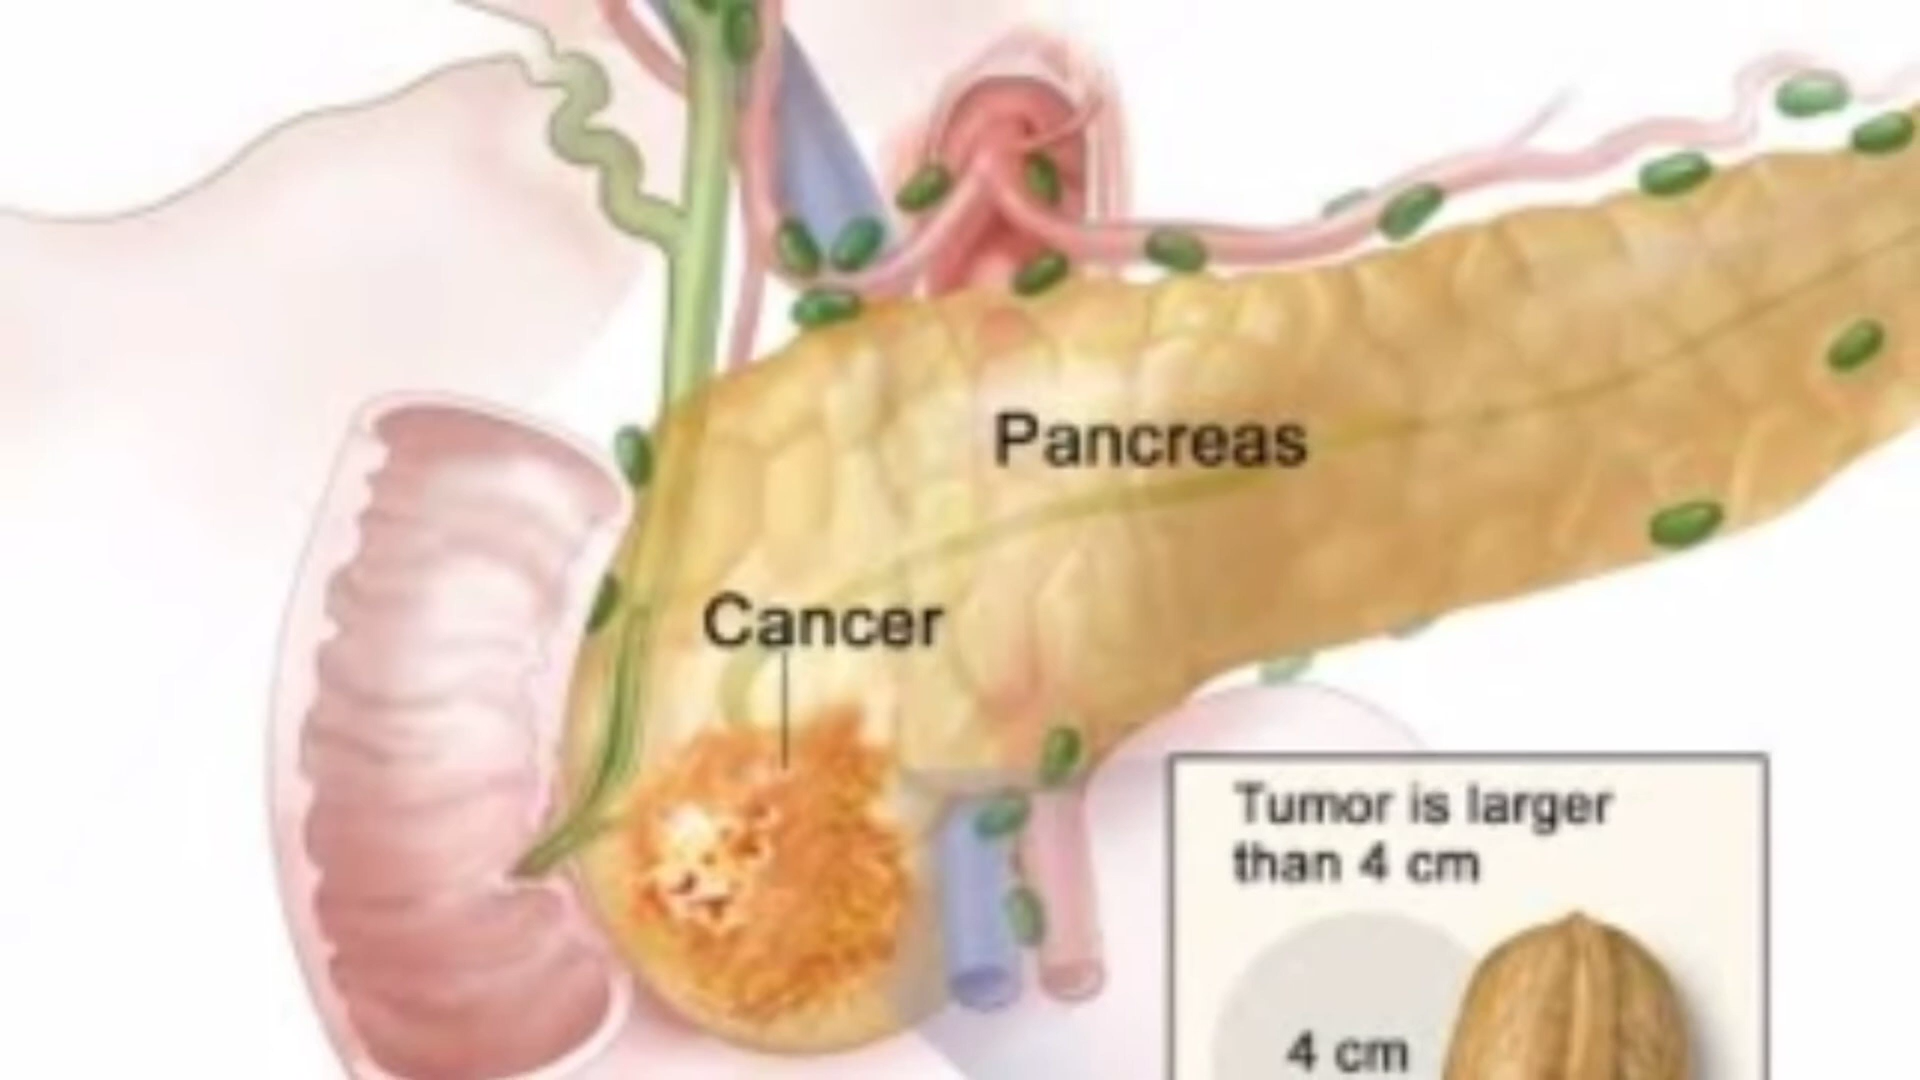 Pancreas
Cancer
Tumor is larger
than 4 cm
4 cm